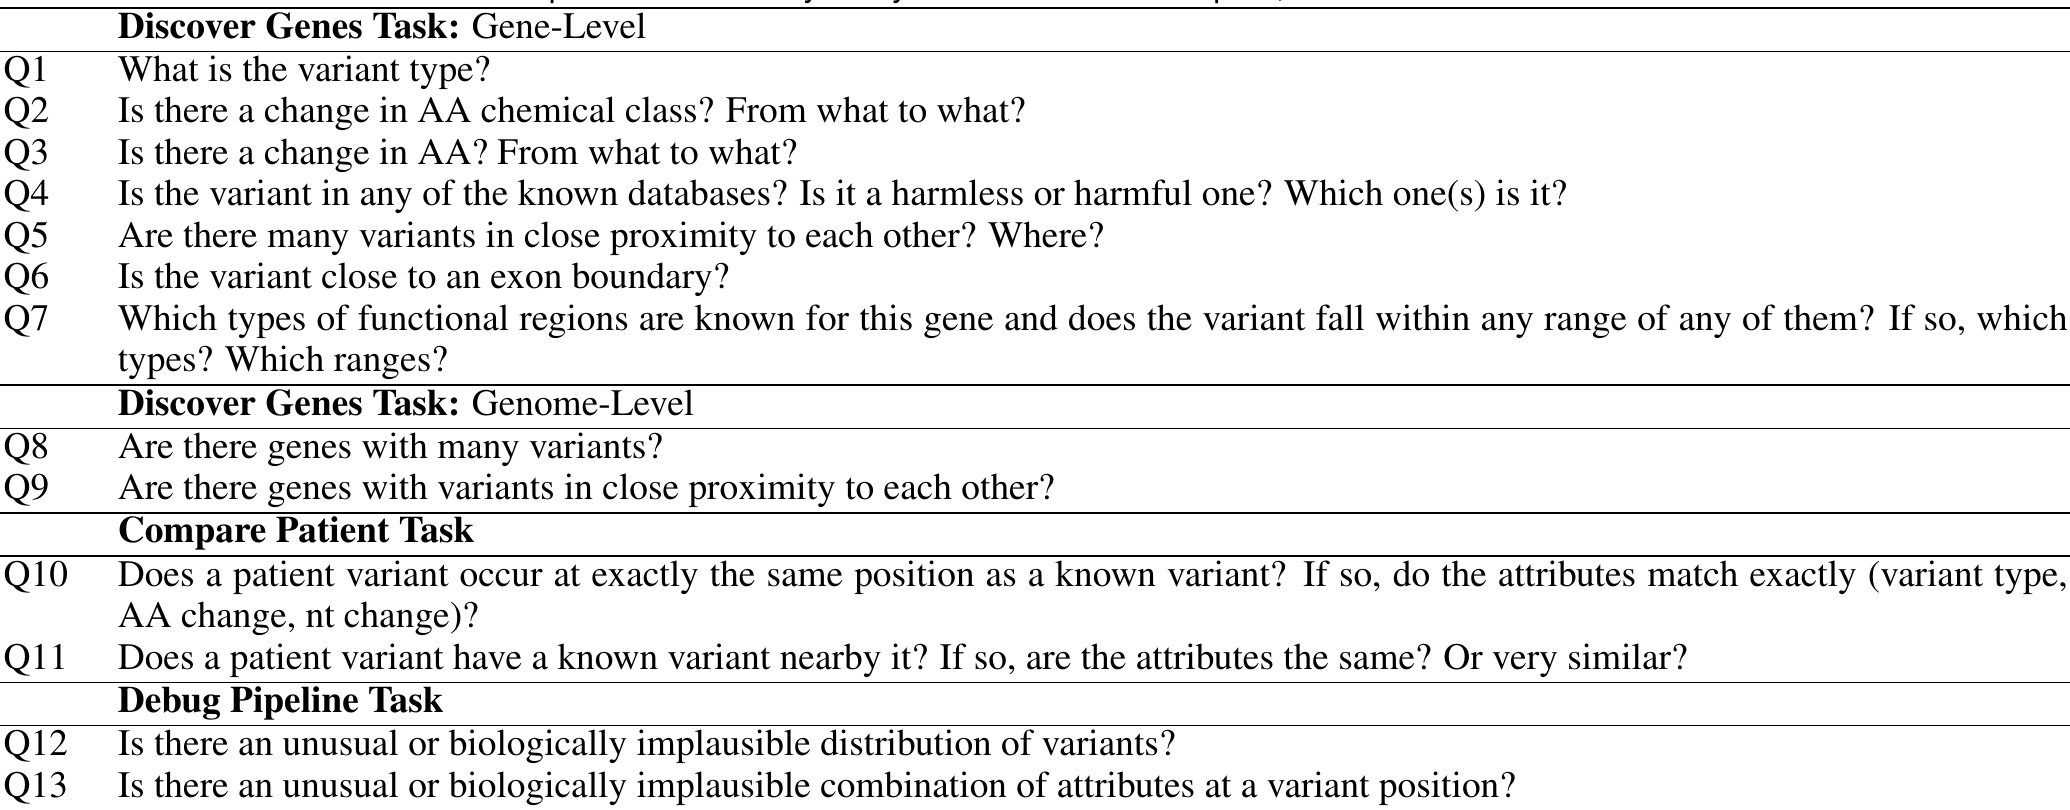 Discover Genes Task: Gene-Level
Q1 What is the variant type?
Q2 Is there a change in AA chemical class? From what to what?
Q3 Is there a change in AA? From what to what?
Q4 Is the variant in any of the known databases? Is it a harmless or harmful one? Which one(s) is it?
Q5 Are there many variants in close proximity to each other? Where?
Q6 Is the variant close to an exon boundary?
Q7 Which types of functional regions are known for this gene and does the variant fall within any range of any of them? If so, which
types? Which ranges?
Discover Genes Task: Genome-Level
Q8 Are there genes with many variants?
Q9 Are there genes with variants in close proximity to each other?
Compare Patient Task
Q10 Does a patient variant occur at exactly the same position as a known variant? If so, do the attributes match exactly (variant type,
AA change, nt change)?
Q11 Does a patient variant have a known variant nearby it? If so, are the attributes the same? Or very similar?
Debug Pipeline Task
Q12 Is there an unusual or biologically implausible distribution of variants?
Q13 Is there an unusual or biologically implausible combination of attributes at a variant position?